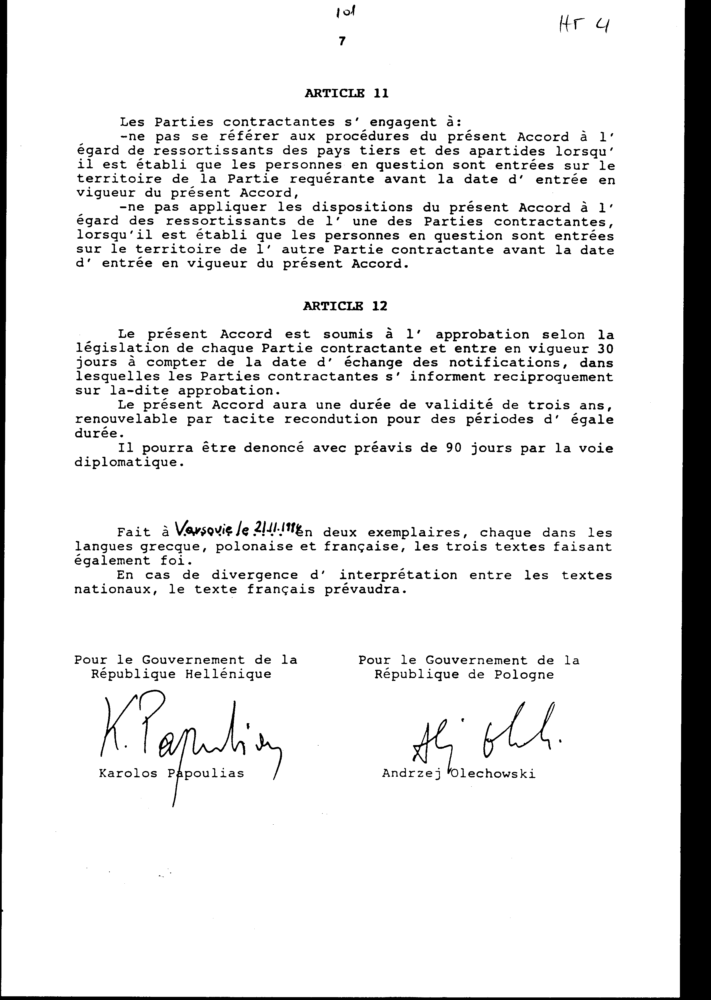 101
HT 4
7
ARTICLE 11
Les Parties contractantes s' engagent à:
-ne pas se référer aux procédures du présent Accord à l'
égard de ressortissants des pays tiers et des apartides lorsqu'
il est établi que les personnes en question sont entrées sur le
territoire de la Partie requérante avant la date d' entrée en
vigueur du présent Accord,
-ne pas appliquer les dispositions du présent Accord à l'
égard des ressortissants de l' une des Parties contractantes,
lorsqu'il est établi que les personnes en question sont entrées
sur le territoire de l' autre Partie contractante avant la date
d' entrée en vigueur du présent Accord.
ARTICLE 12
Le présent Accord est soumis à l' approbation selon la
législation de chaque Partie contractante et entre en vigueur 30
jours à compter de la date d' échange des notifications, dans
lesquelles les Parties contractantes s' informent reciproquement
sur la-dite approbation.
Le présent Accord aura une durée de validité de trois ans,
renouvelable par tacite recondution pour des périodes d' égale
durée.
Il pourra être denoncé avec préavis de 90 jours par la voie
diplomatique.
Fait à Varsovie le 21.11.1994 en deux exemplaires, chaque dans les
langues grecque, polonaise et française, les trois textes faisant
également foi.
En cas de divergence d' interprétation entre les textes
nationaux, le texte français prévaudra.
Pour le Gouvernement de la
République Hellénique
Pour le Gouvernement de la
République de Pologne
K. Papoulias
Karolos Papoulias
Andrzej Olechowski